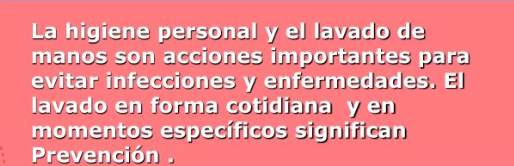 La higiene personal y el lavado de
manos son acciones importantes para
evitar infecciones y enfermedades. El
lavado en forma cotidiana  y en
momentos específicos significan
Prevención .